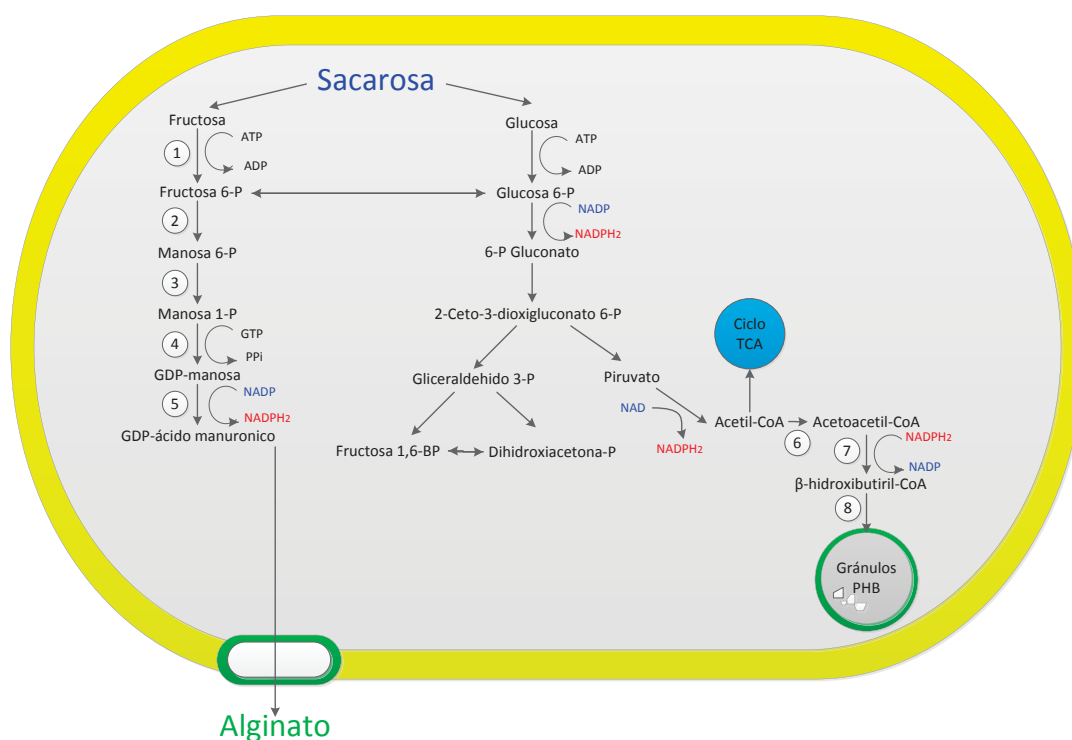 Sacarosa
Fructosa
Glucosa
1
ATP
ADP
ATP
ADP
Fructosa 6-P
Glucosa 6-P
2
NADP
NADPH2
Manosa 6-P
6-P Gluconato
3
Manosa 1-P
2-Ceto-3-dioxigluconato 6-P
4
GTP
PPi
Ciclo
TCA
GDP-manosa
Gliceraldehido 3-P
Piruvato
5
NADP
NADPH2
NAD
NADPH2
GDP-ácido manuronico
Fructosa 1,6-BP
Dihidroxiacetona-P
Acetil-CoA
6
Acetoacetil-CoA
7
NADPH2
NADP
β-hidroxibutiril-CoA
8
Gránulos
PHB
Alginato